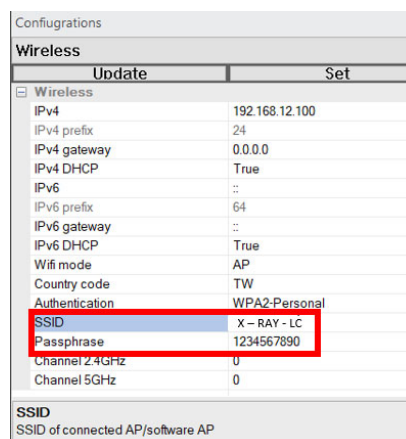 Confiugrations
Wireless
Update Set
Wireless
IPv4 192.168.12.100
IPv4 prefix 24
IPv4 gateway 0.0.0.0
IPv4 DHCP True
IPv6 ::
IPv6 prefix 64
IPv6 gateway ::
IPv6 DHCP True
Wifi mode AP
Country code TW
Authentication WPA2-Personal
SSID X – RAY - LC
Passphrase 1234567890
Channel 2.4GHz 0
Channel 5GHz 0
SSID
SSID of connected AP/software AP